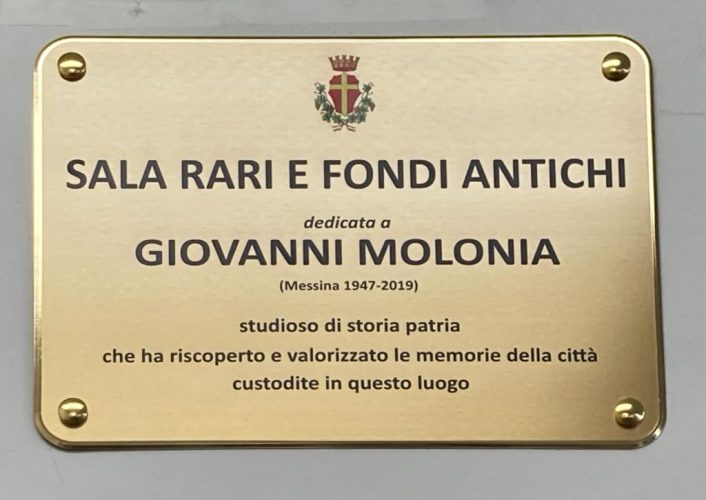 SALA RARI E FONDI ANTICHI
dedicata a
GIOVANNI MOLONIA
(Messina 1947-2019)
studioso di storia patria
che ha riscoperto e valorizzato le memorie della città
custodite in questo luogo